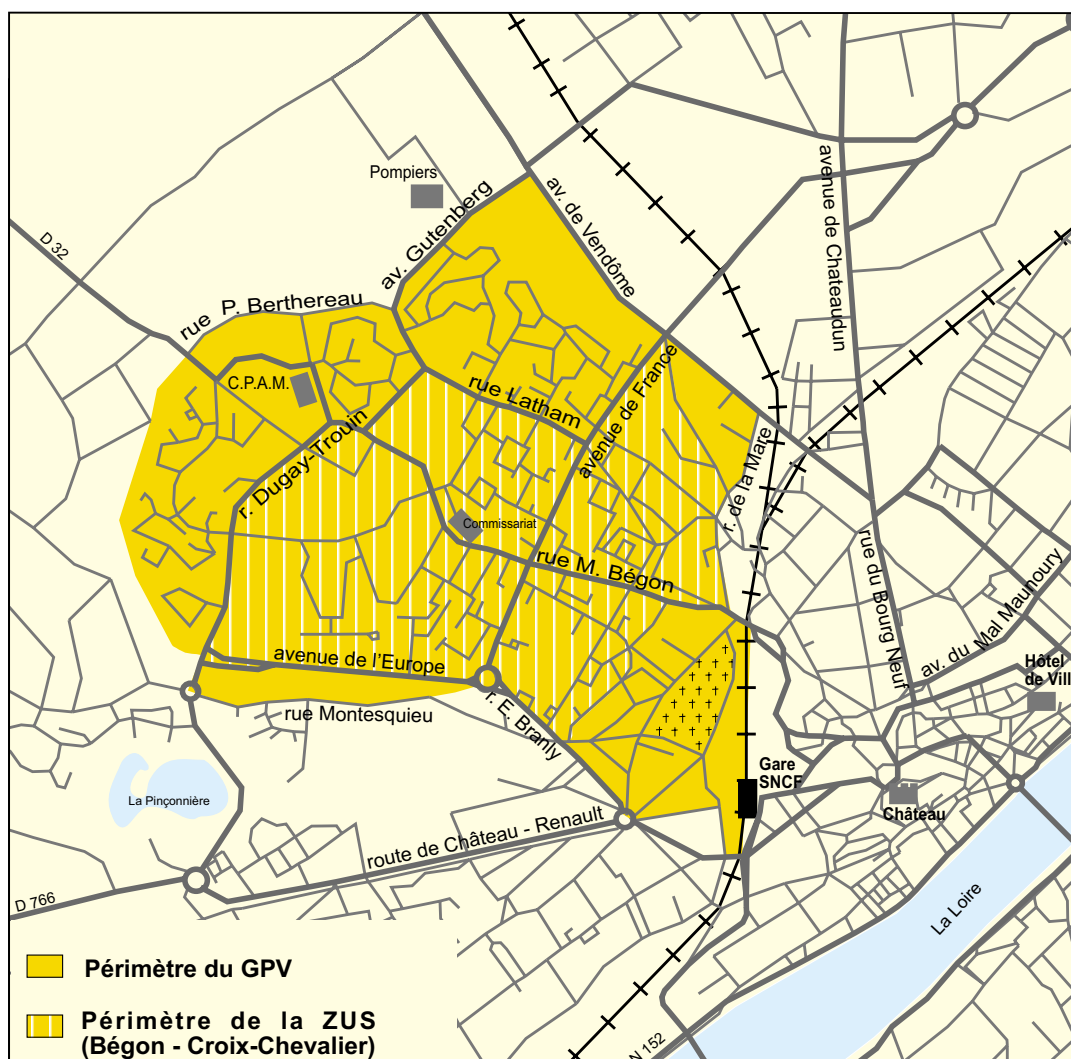 Pompiers
av. Gutenberg
av. de Vendôme
avenue de Chateaudun
D 32
rue P. Berthereau
C.P.A.M.
rue Latham
avenue de France
r. Dugay-Trouin
r. de la Mare
Commissariat
rue M. Bégon
rue du Bourg Neuf
av. du Mal Maunoury
avenue de l'Europe
Hôtel
de Vill
rue Montesquieu
r. E. Branly
Gare
SNCF
La Pinçonnière
Château
route de Château - Renault
D 766
La Loire
N 152
Périmètre du GPV
Périmètre de la ZUS
(Bégon - Croix-Chevalier)